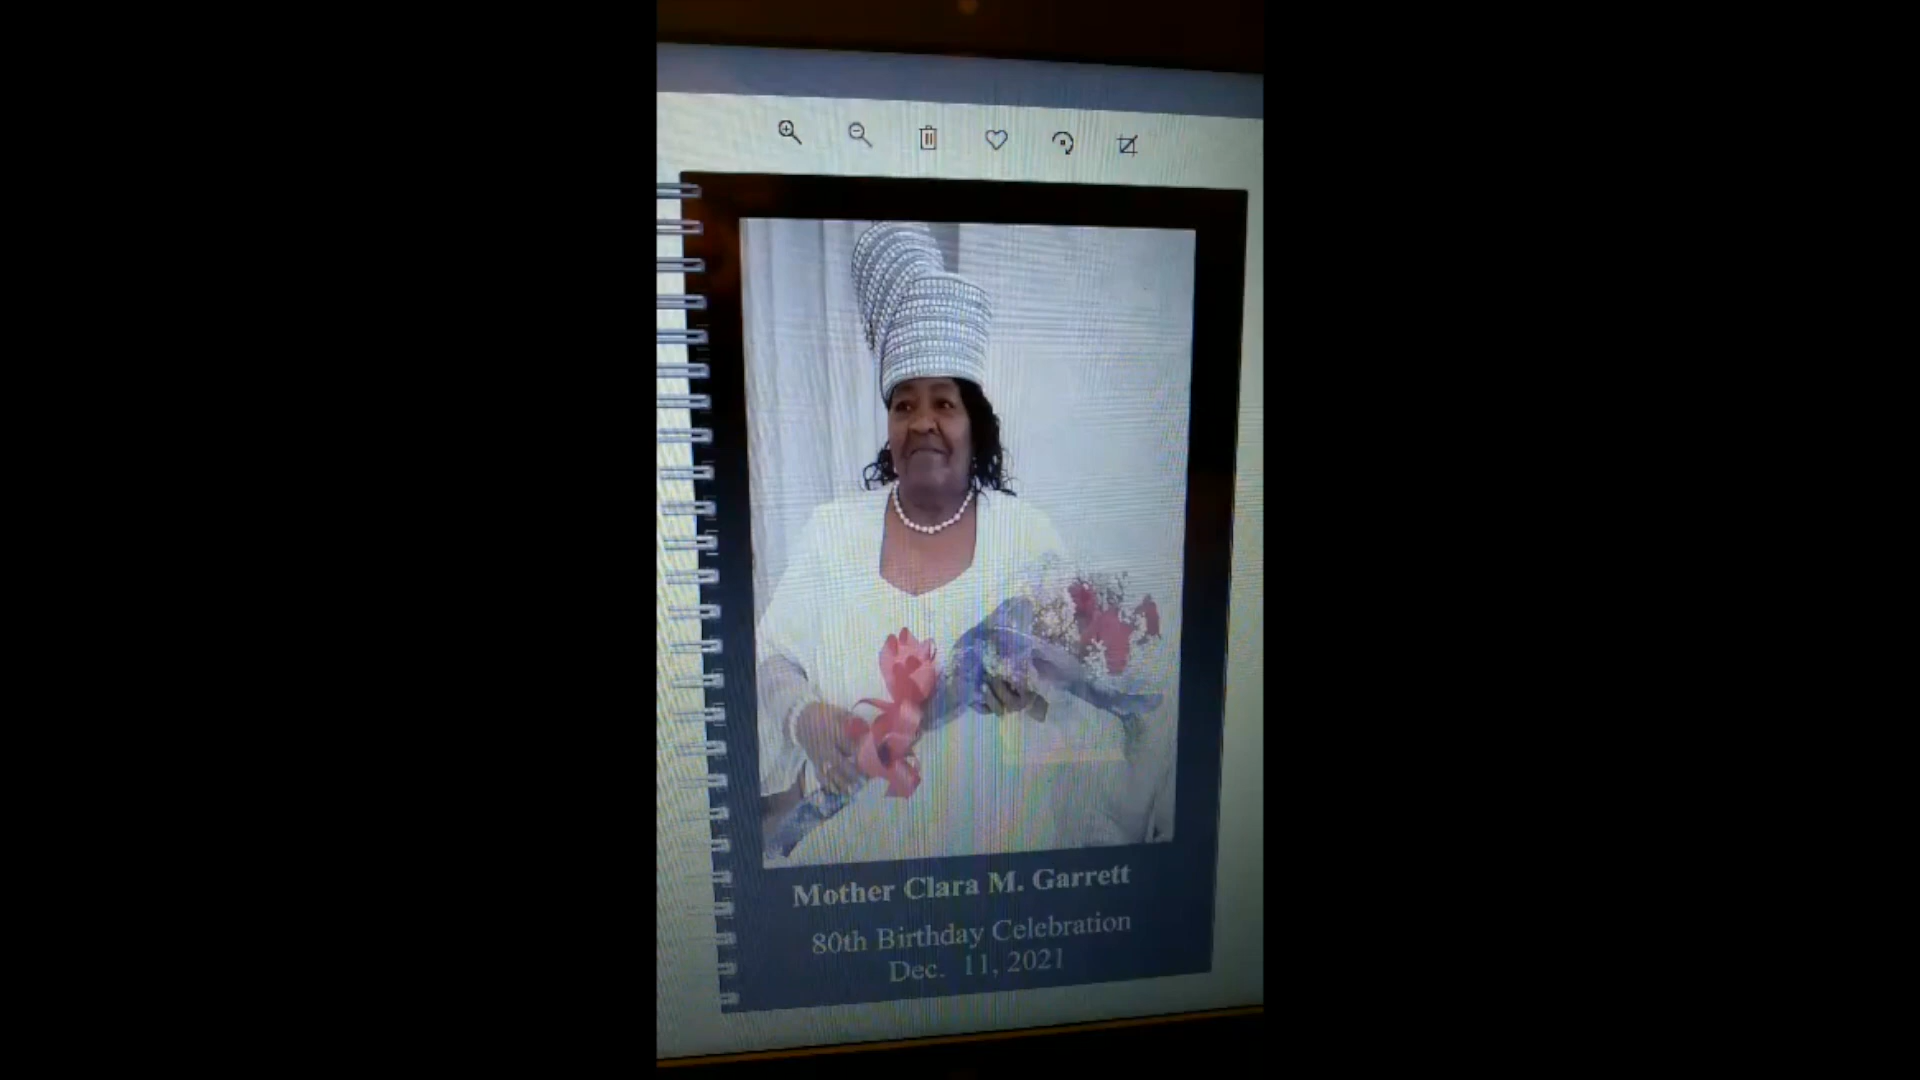 Mother Clara M. Garrett
80th Birthday Celebration
Dec. 11, 2021